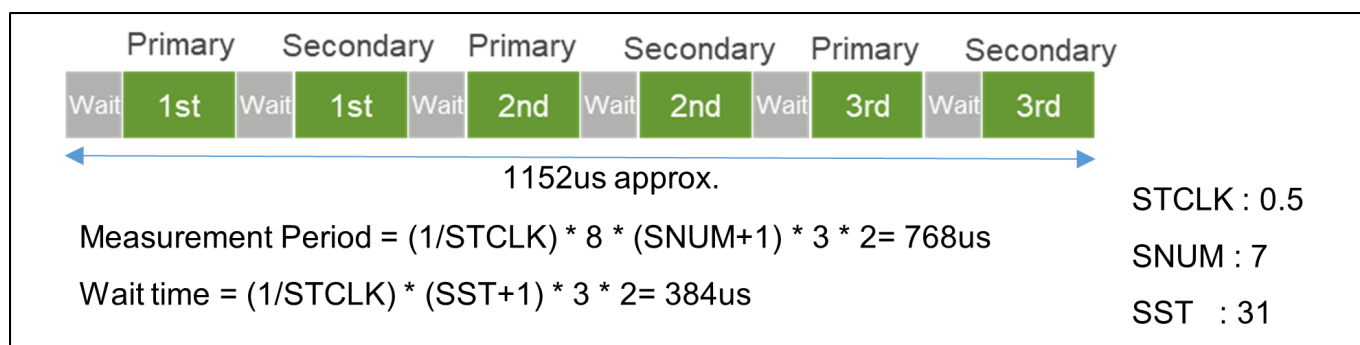 Primary Secondary Primary Secondary Primary Secondary
Wait 1st Wait 1st Wait 2nd Wait 2nd Wait 3rd Wait 3rd
1152us approx.
STCLK : 0.5
Measurement Period = (1/STCLK) * 8 * (SNUM+1) * 3 * 2= 768us
SNUM : 7
Wait time = (1/STCLK) * (SST+1) * 3 * 2= 384us
SST : 31